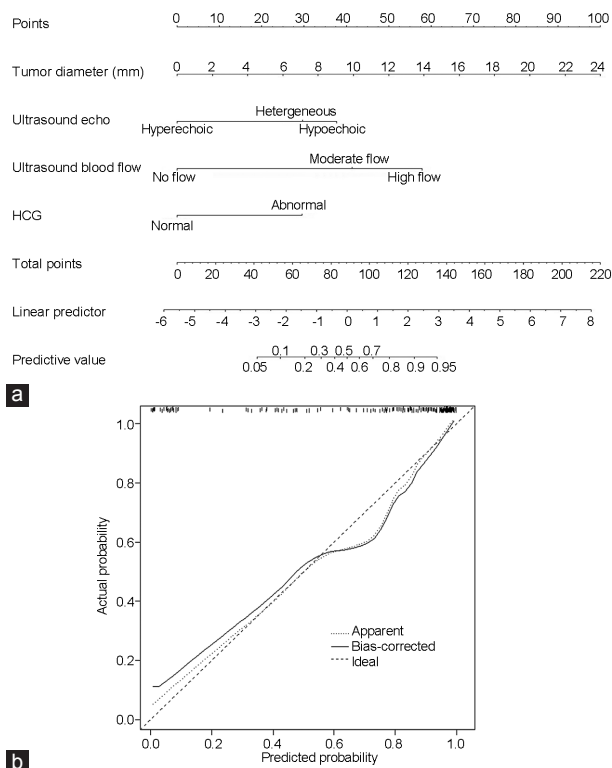 Points
0 10 20 30 40 50 60 70 80 90 100
Tumor diameter (mm)
0 2 4 6 8 10 12 14 16 18 20 22 24
Ultrasound echo
Hetergeneous
Hyperechoic Hypoechoic
Ultrasound blood flow
Moderate flow
No flow High flow
HCG
Abnormal
Normal
Total points
0 20 40 60 80 100 120 140 160 180 200 220
Linear predictor
-6 -5 -4 -3 -2 -1 0 1 2 3 4 5 6 7 8
Predictive value
0.1 0.3 0.5 0.7
0.05 0.2 0.4 0.6 0.8 0.9 0.95
a
1.0
0.8
0.6
0.4
0.2
0.0
Actual probability
Apparent
Bias-corrected
Ideal
0.0 0.2 0.4 0.6 0.8 1.0
Predicted probability
b